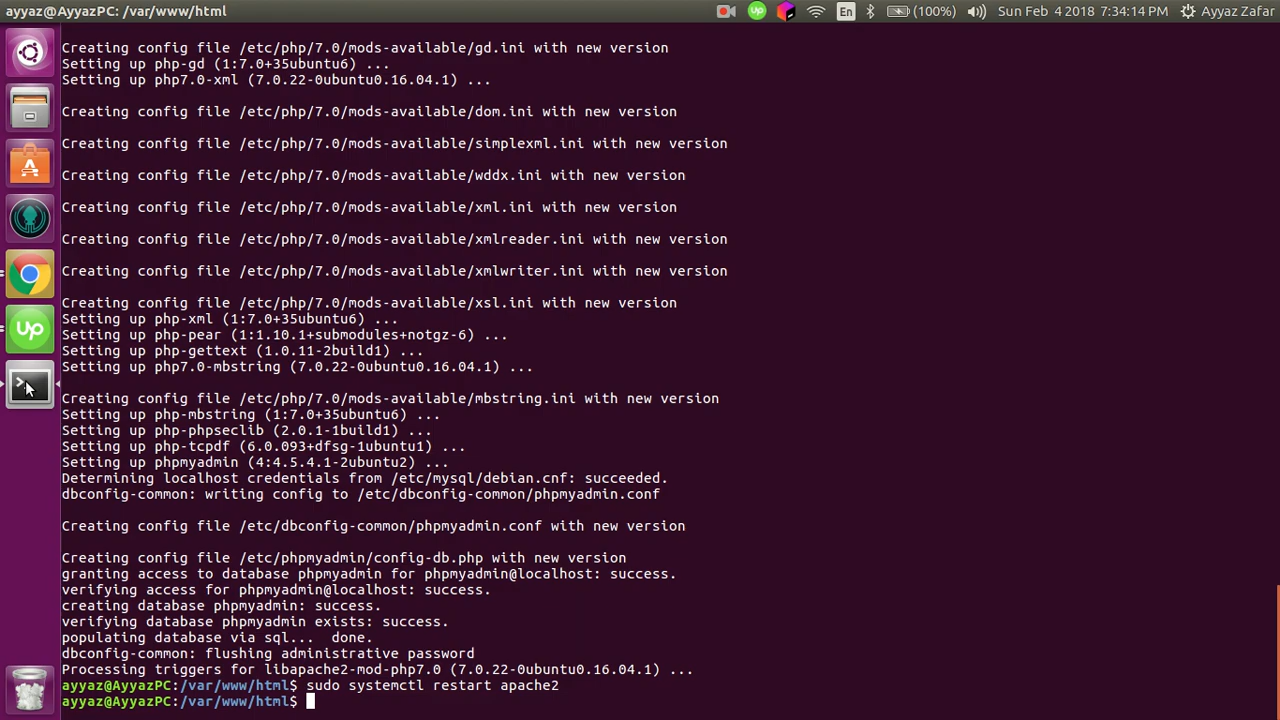 ayyaz@AyyazPC: /var/www/html
En
(100%)
Sun Feb 4 2018 7:34:14 PM
Ayyaz Zafar
Creating config file /etc/php/7.0/mods-available/gd.ini with new version
Setting up php-gd (1:7.0+35ubuntu6) ...
Setting up php7.0-xml (7.0.22-0ubuntu0.16.04.1) ...
Creating config file /etc/php/7.0/mods-available/dom.ini with new version
Creating config file /etc/php/7.0/mods-available/simplexml.ini with new version
Creating config file /etc/php/7.0/mods-available/wddx.ini with new version
Creating config file /etc/php/7.0/mods-available/xml.ini with new version
Creating config file /etc/php/7.0/mods-available/xmlreader.ini with new version
Creating config file /etc/php/7.0/mods-available/xmlwriter.ini with new version
Creating config file /etc/php/7.0/mods-available/xsl.ini with new version
Setting up php-xml (1:7.0+35ubuntu6) ...
Setting up php-pear (1:1.10.1+submodules+notgz-6) ...
Setting up php-gettext (1.0.11-2build1) ...
Setting up php7.0-mbstring (7.0.22-0ubuntu0.16.04.1) ...
Creating config file /etc/php/7.0/mods-available/mbstring.ini with new version
Setting up php-mbstring (1:7.0+35ubuntu6) ...
Setting up php-phpseclib (2.0.1-1build1) ...
Setting up php-tcpdf (6.0.093+dfsg-1ubuntu1) ...
Setting up phpmyadmin (4:4.5.4.1-2ubuntu2) ...
Determining localhost credentials from /etc/mysql/debian.cnf: succeeded.
dbconfig-common: writing config to /etc/dbconfig-common/phpmyadmin.conf
Creating config file /etc/dbconfig-common/phpmyadmin.conf with new version
Creating config file /etc/phpmyadmin/config-db.php with new version
granting access to database phpmyadmin for phpmyadmin@localhost: success.
verifying access for phpmyadmin@localhost: success.
creating database phpmyadmin: success.
verifying database phpmyadmin exists: success.
populating database via sql...  done.
dbconfig-common: flushing administrative password
Processing triggers for libapache2-mod-php7.0 (7.0.22-0ubuntu0.16.04.1) ...
ayyaz@AyyazPC:/var/www/html$ sudo systemctl restart apache2
ayyaz@AyyazPC:/var/www/html$